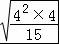 √(4² × 4 / 15)